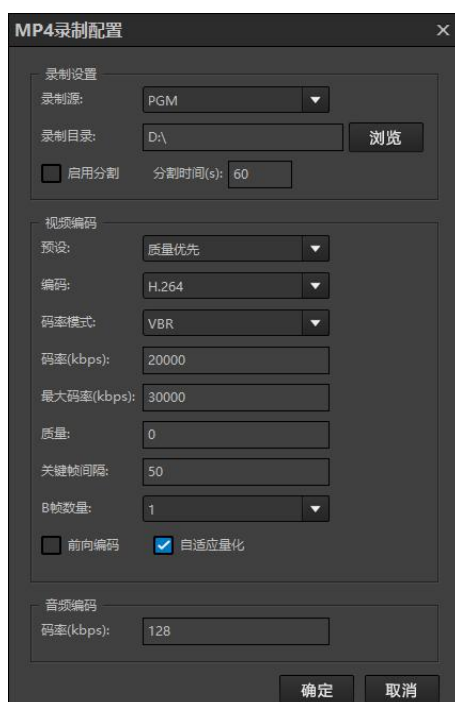 MP4录制配置
录制设置
录制源: PGM
录制目录: D:\ 浏览
启用分割 分割时间(s): 60
视频编码
预设: 质量优先
编码: H.264
码率模式: VBR
码率(kbps): 20000
最大码率(kbps): 30000
质量: 0
关键帧间隔: 50
B帧数量: 1
前向编码 自适应量化
音频编码
码率(kbps): 128
确定 取消